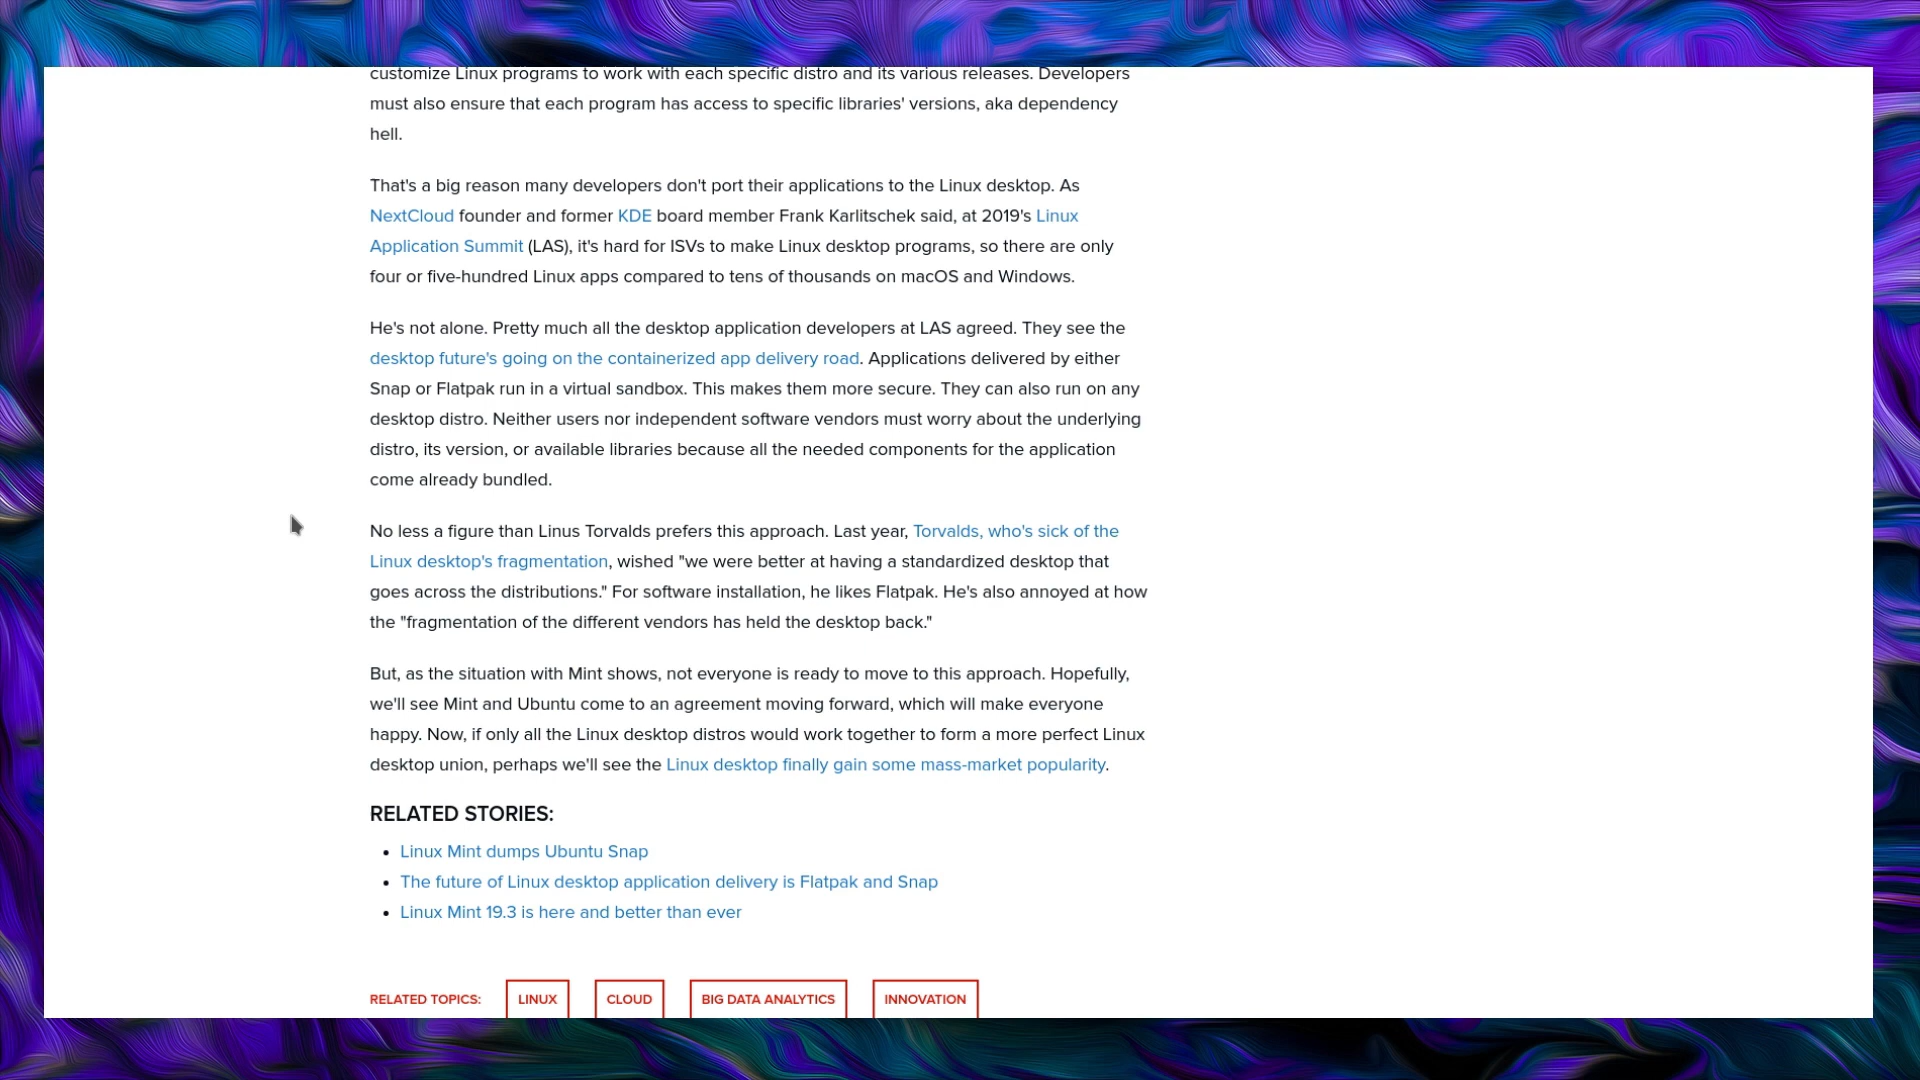 customize Linux programs to work with each specific distro and its various releases. Developers
must also ensure that each program has access to specific libraries' versions, aka dependency
hell.
That's a big reason many developers don't port their applications to the Linux desktop. As
NextCloud founder and former KDE board member Frank Karlitschek said, at 2019's Linux
Application Summit (LAS), it's hard for ISVs to make Linux desktop programs, so there are only
four or five-hundred Linux apps compared to tens of thousands on macOS and Windows.
He's not alone. Pretty much all the desktop application developers at LAS agreed. They see the
desktop future's going on the containerized app delivery road. Applications delivered by either
Snap or Flatpak run in a virtual sandbox. This makes them more secure. They can also run on any
desktop distro. Neither users nor independent software vendors must worry about the underlying
distro, its version, or available libraries because all the needed components for the application
come already bundled.
No less a figure than Linus Torvalds prefers this approach. Last year, Torvalds, who's sick of the
Linux desktop's fragmentation, wished "we were better at having a standardized desktop that
goes across the distributions." For software installation, he likes Flatpak. He's also annoyed at how
the "fragmentation of the different vendors has held the desktop back."
But, as the situation with Mint shows, not everyone is ready to move to this approach. Hopefully,
we'll see Mint and Ubuntu come to an agreement moving forward, which will make everyone
happy. Now, if only all the Linux desktop distros would work together to form a more perfect Linux
desktop union, perhaps we'll see the Linux desktop finally gain some mass-market popularity.
RELATED STORIES:
• Linux Mint dumps Ubuntu Snap
• The future of Linux desktop application delivery is Flatpak and Snap
• Linux Mint 19.3 is here and better than ever
RELATED TOPICS: LINUX CLOUD BIG DATA ANALYTICS INNOVATION